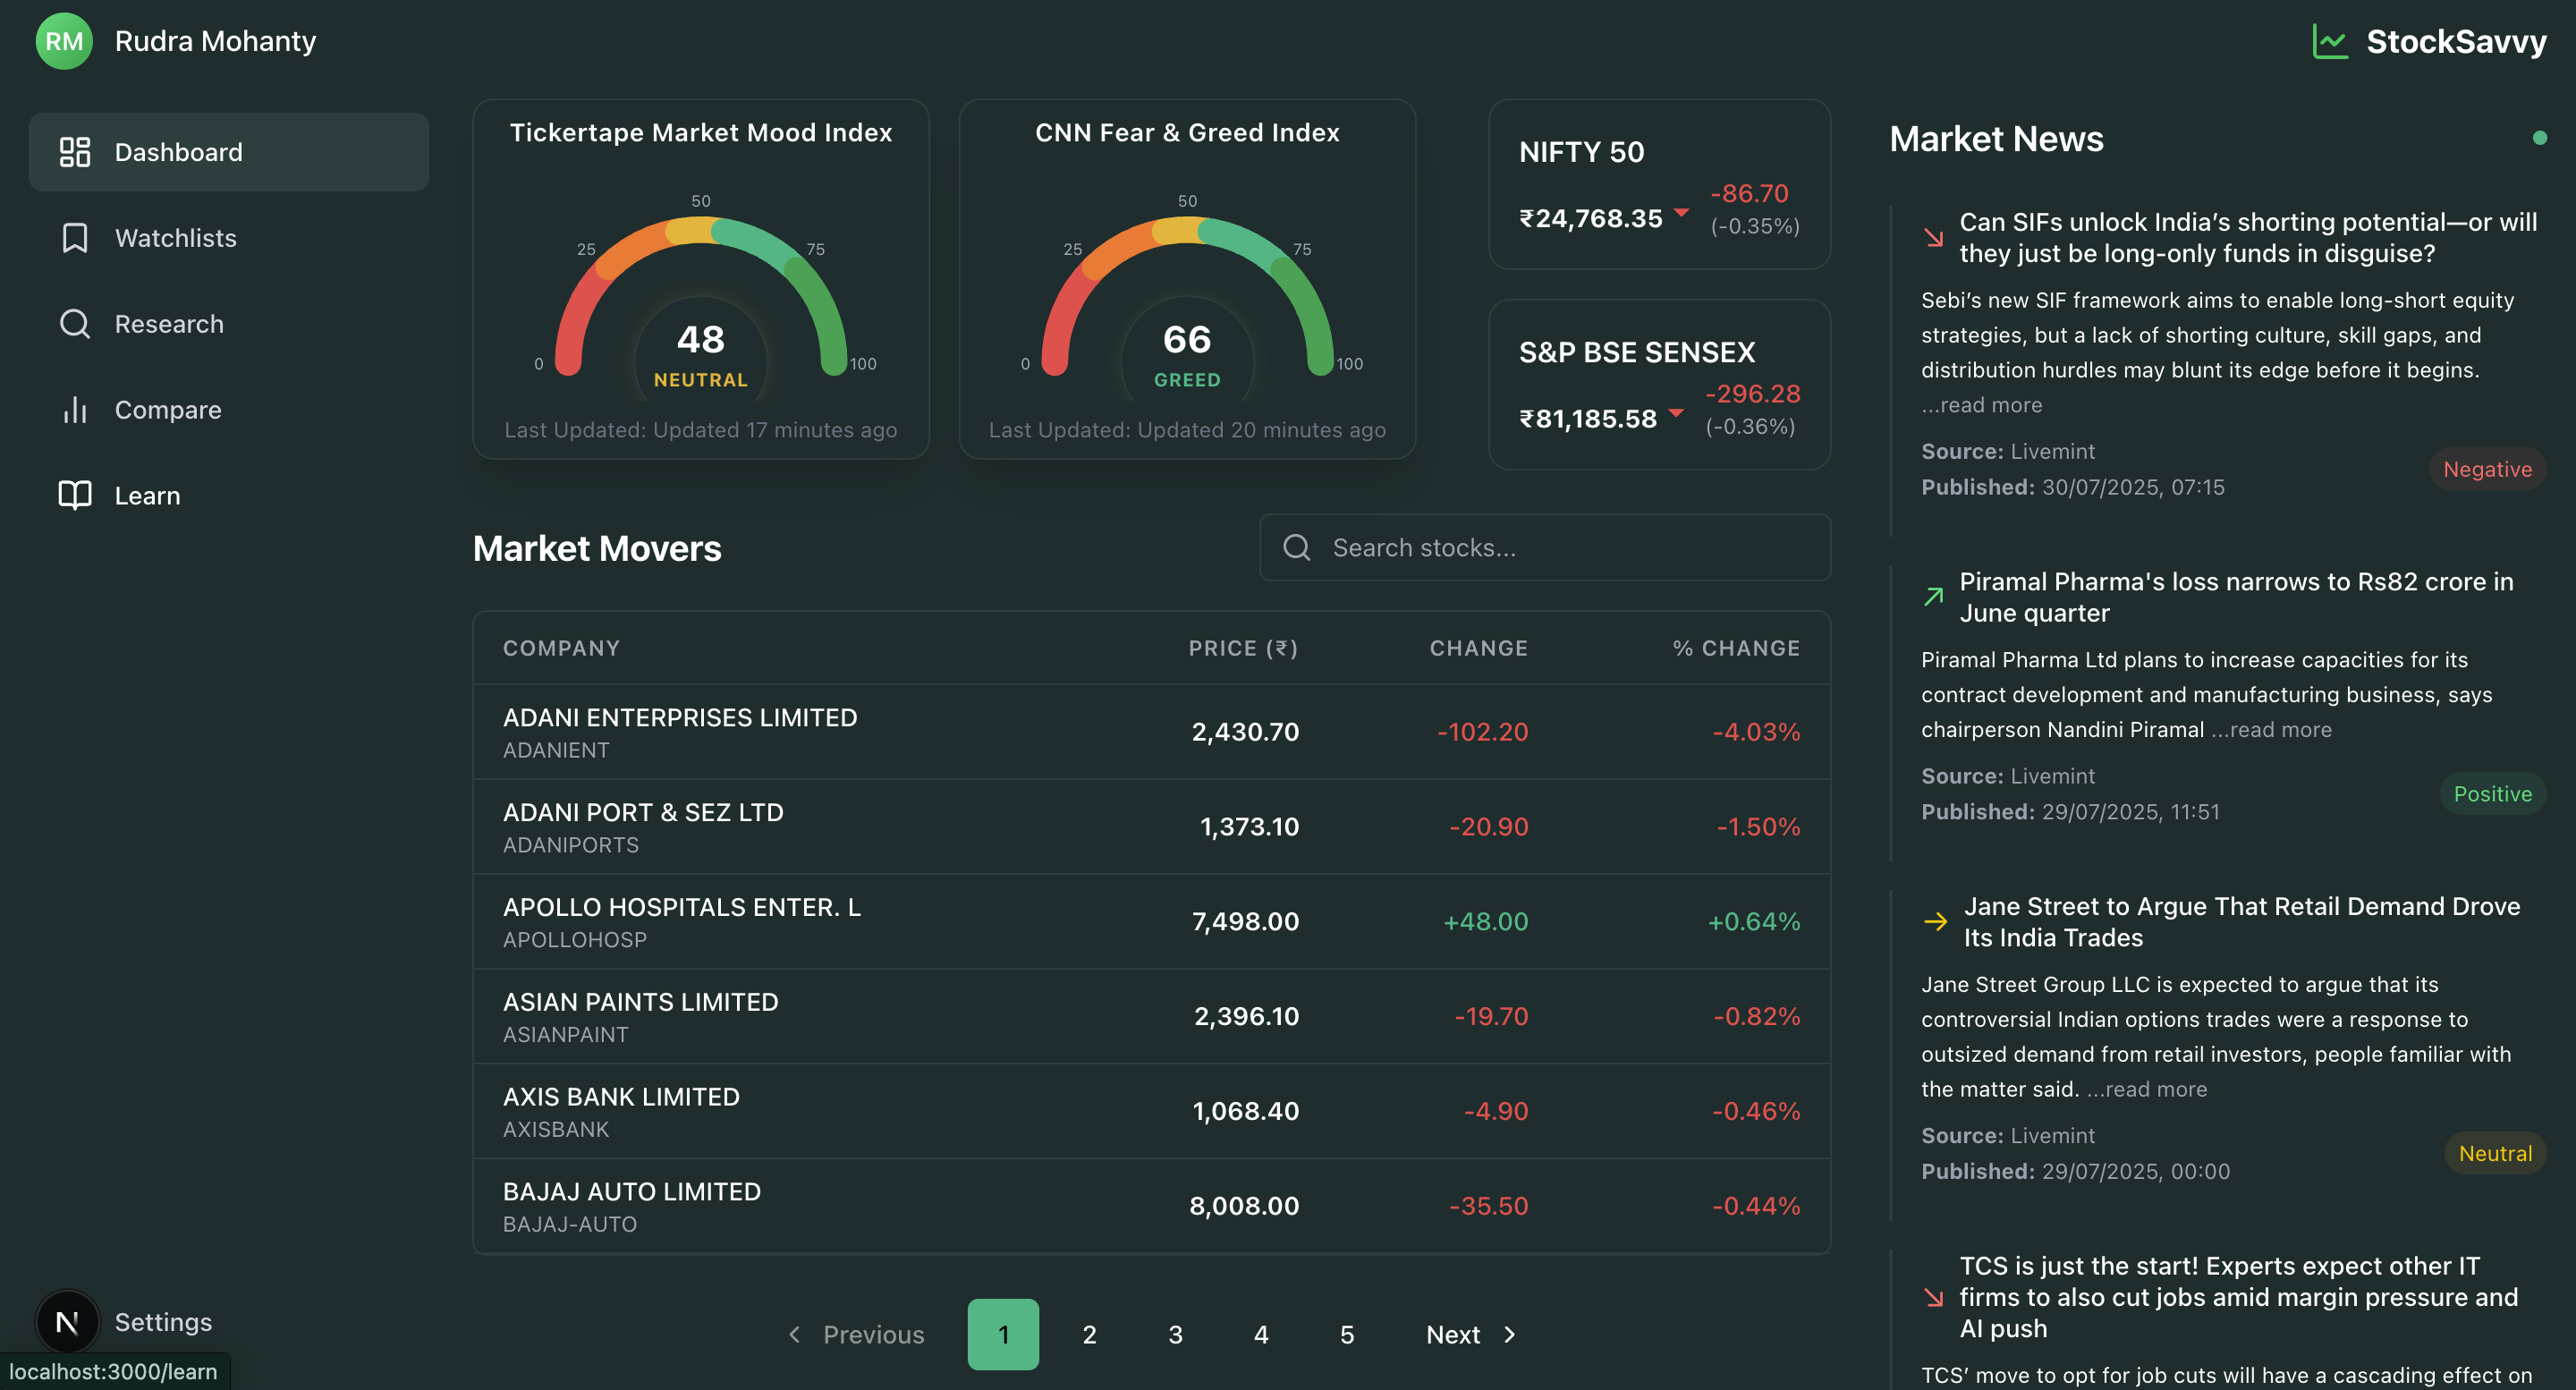 RM Rudra Mohanty
StockSavvy
Dashboard
Watchlists
Research
Compare
Learn
N Settings
localhost:3000/learn
Tickertape Market Mood Index
0
25
50
75
100
48
NEUTRAL
Last Updated: Updated 17 minutes ago
CNN Fear & Greed Index
0
25
50
75
100
66
GREED
Last Updated: Updated 20 minutes ago
NIFTY 50
₹24,768.35 -86.70
(-0.35%)
S&P BSE SENSEX
₹81,185.58 -296.28
(-0.36%)
Market Movers
Search stocks...
COMPANY PRICE (₹) CHANGE % CHANGE
ADANI ENTERPRISES LIMITED
ADANIENT
2,430.70 -102.20 -4.03%
ADANI PORT & SEZ LTD
ADANIPORTS
1,373.10 -20.90 -1.50%
APOLLO HOSPITALS ENTER. L
APOLLOHOSP
7,498.00 +48.00 +0.64%
ASIAN PAINTS LIMITED
ASIANPAINT
2,396.10 -19.70 -0.82%
AXIS BANK LIMITED
AXISBANK
1,068.40 -4.90 -0.46%
BAJAJ AUTO LIMITED
BAJAJ-AUTO
8,008.00 -35.50 -0.44%
Previous 1 2 3 4 5 Next
Market News
Can SIFs unlock India’s shorting potential—or will
they just be long-only funds in disguise?
Sebi’s new SIF framework aims to enable long-short equity
strategies, but a lack of shorting culture, skill gaps, and
distribution hurdles may blunt its edge before it begins.
...read more
Source: Livemint
Published: 30/07/2025, 07:15
Negative
Piramal Pharma's loss narrows to Rs82 crore in
June quarter
Piramal Pharma Ltd plans to increase capacities for its
contract development and manufacturing business, says
chairperson Nandini Piramal ...read more
Source: Livemint
Published: 29/07/2025, 11:51
Positive
Jane Street to Argue That Retail Demand Drove
Its India Trades
Jane Street Group LLC is expected to argue that its
controversial Indian options trades were a response to
outsized demand from retail investors, people familiar with
the matter said. ...read more
Source: Livemint
Published: 29/07/2025, 00:00
Neutral
TCS is just the start! Experts expect other IT
firms to also cut jobs amid margin pressure and
AI push
TCS’ move to opt for job cuts will have a cascading effect on